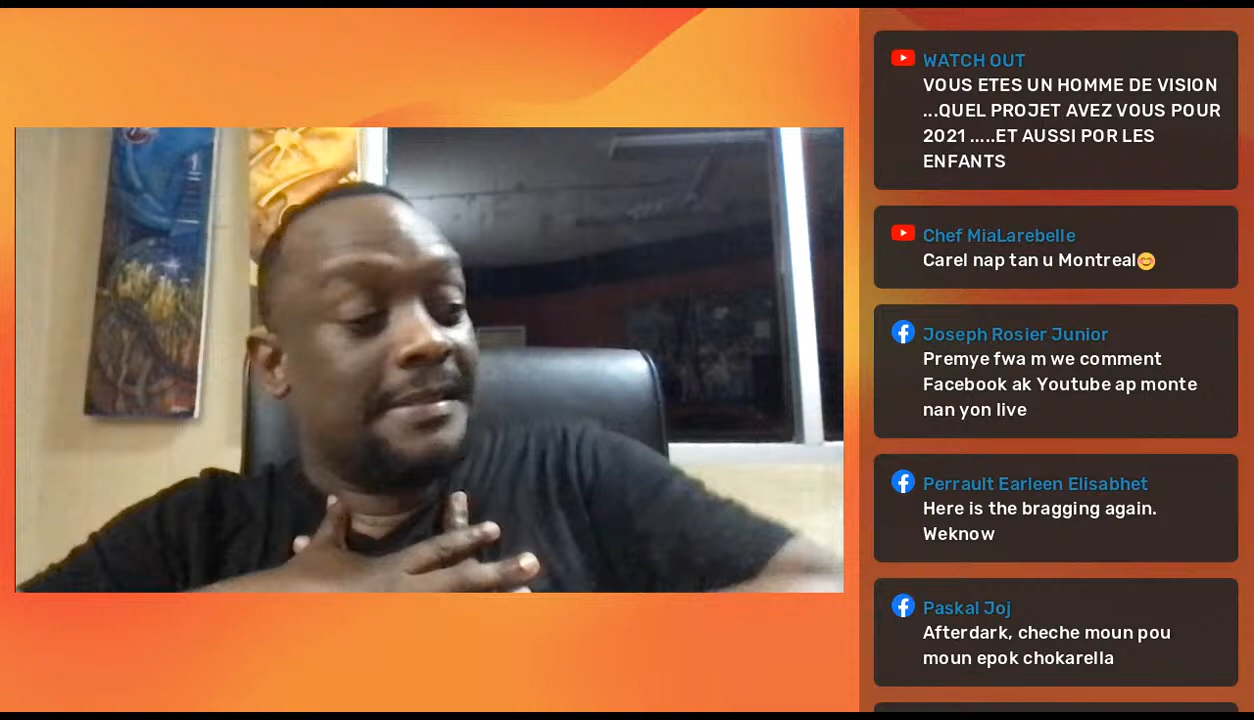 WATCH OUT
VOUS ETES UN HOMME DE VISION
...QUEL PROJET AVEZ VOUS POUR
2021 .....ET AUSSI POR LES
ENFANTS
Chef MiaLarebelle
Carel nap tan u Montreal😊
Joseph Rosier Junior
Premye fwa m we comment
Facebook ak Youtube ap monte
nan yon live
Perrault Earleen Elisabhet
Here is the bragging again.
Weknow
Paskal Joj
Afterdark, cheche moun pou
moun epok chokarella